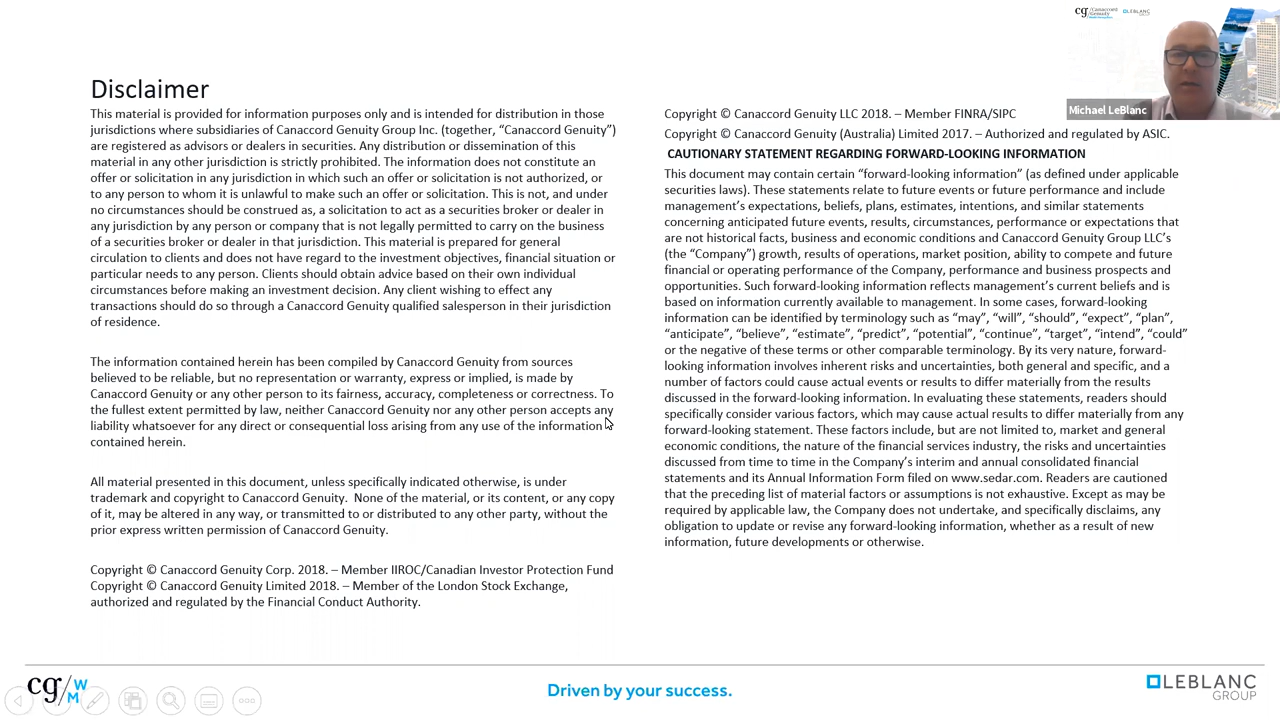 cg/Canaccord Genuity
LEBLANC GROUP
Michael LeBlanc
Disclaimer
This material is provided for information purposes only and is intended for distribution in those
jurisdictions where subsidiaries of Canaccord Genuity Group Inc. (together, “Canaccord Genuity”)
are registered as advisors or dealers in securities. Any distribution or dissemination of this
material in any other jurisdiction is strictly prohibited. The information does not constitute an
offer or solicitation in any jurisdiction in which such an offer or solicitation is not authorized, or
to any person to whom it is unlawful to make such an offer or solicitation. This is not, and under
no circumstances should be construed as, a solicitation to act as a securities broker or dealer in
any jurisdiction by any person or company that is not legally permitted to carry on the business
of a securities broker or dealer in that jurisdiction. This material is prepared for general
circulation to clients and does not have regard to the investment objectives, financial situation or
particular needs to any person. Clients should obtain advice based on their own individual
circumstances before making an investment decision. Any client wishing to effect any
transactions should do so through a Canaccord Genuity qualified salesperson in their jurisdiction
of residence.
The information contained herein has been compiled by Canaccord Genuity from sources
believed to be reliable, but no representation or warranty, express or implied, is made by
Canaccord Genuity or any other person to its fairness, accuracy, completeness or correctness. To
the fullest extent permitted by law, neither Canaccord Genuity nor any other person accepts any
liability whatsoever for any direct or consequential loss arising from any use of the information
contained herein.
All material presented in this document, unless specifically indicated otherwise, is under
trademark and copyright to Canaccord Genuity. None of the material, or its content, or any copy
of it, may be altered in any way, or transmitted to or distributed to any other party, without the
prior express written permission of Canaccord Genuity.
Copyright © Canaccord Genuity Corp. 2018. – Member IIROC/Canadian Investor Protection Fund
Copyright © Canaccord Genuity Limited 2018. – Member of the London Stock Exchange,
authorized and regulated by the Financial Conduct Authority.
Copyright © Canaccord Genuity LLC 2018. – Member FINRA/SIPC
Copyright © Canaccord Genuity (Australia) Limited 2017. – Authorized and regulated by ASIC.
CAUTIONARY STATEMENT REGARDING FORWARD-LOOKING INFORMATION
This document may contain certain “forward-looking information” (as defined under applicable
securities laws). These statements relate to future events or future performance and include
management’s expectations, beliefs, plans, estimates, intentions, and similar statements
concerning anticipated future events, results, circumstances, performance or expectations that
are not historical facts, business and economic conditions and Canaccord Genuity Group LLC’s
(the “Company”) growth, results of operations, market position, ability to compete and future
financial or operating performance of the Company, performance and business prospects and
opportunities. Such forward-looking information reflects management’s current beliefs and is
based on information currently available to management. In some cases, forward-looking
information can be identified by terminology such as “may”, “will”, “should”, “expect”, “plan”,
“anticipate”, “believe”, “estimate”, “predict”, “potential”, “continue”, “target”, “intend”, “could”
or the negative of these terms or other comparable terminology. By its very nature, forward-
looking information involves inherent risks and uncertainties, both general and specific, and a
number of factors could cause actual events or results to differ materially from the results
discussed in the forward-looking information. In evaluating these statements, readers should
specifically consider various factors, which may cause actual results to differ materially from any
forward-looking statement. These factors include, but are not limited to, market and general
economic conditions, the nature of the financial services industry, the risks and uncertainties
discussed from time to time in the Company’s interim and annual consolidated financial
statements and its Annual Information Form filed on www.sedar.com. Readers are cautioned
that the preceding list of material factors or assumptions is not exhaustive. Except as may be
required by applicable law, the Company does not undertake, and specifically disclaims, any
obligation to update or revise any forward-looking information, whether as a result of new
information, future developments or otherwise.
cg/WM
Driven by your success.
LEBLANC
GROUP